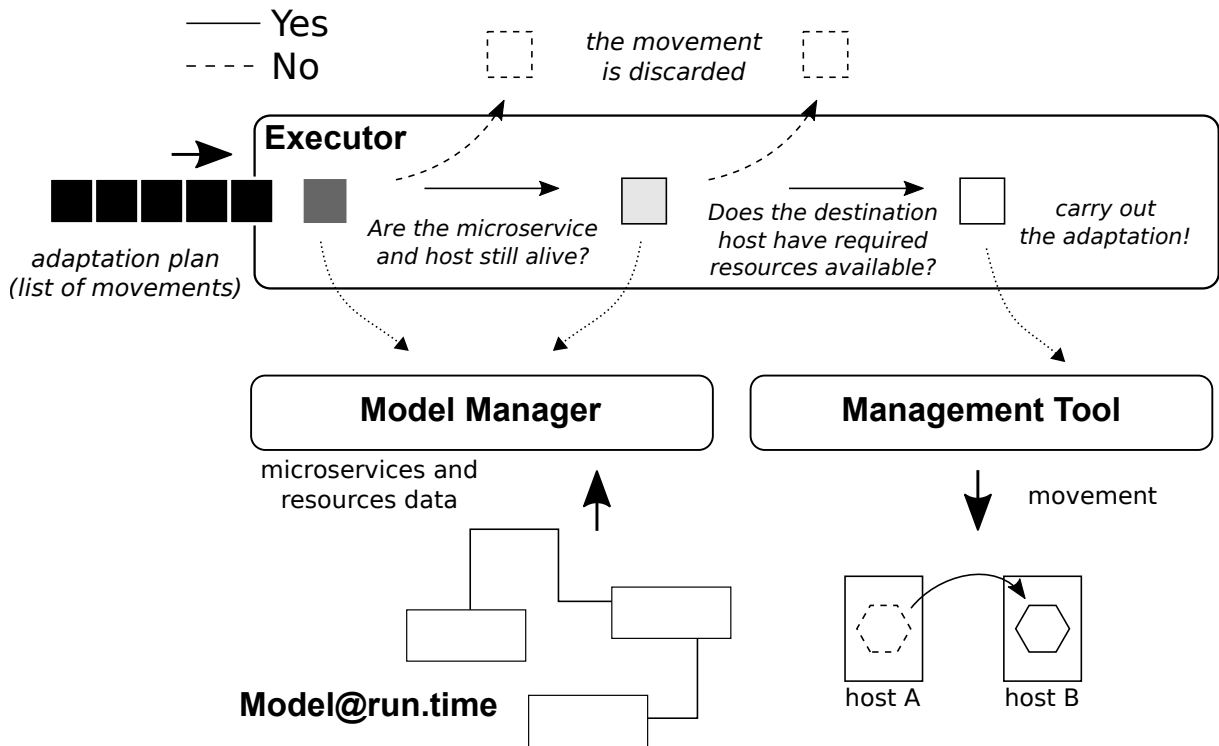 Yes
No
the movement
is discarded
Executor
adaptation plan
(list of movements)
Are the microservice
and host still alive?
Does the destination
host have required
resources available?
carry out
the adaptation!
Model Manager
Management Tool
microservices and
resources data
movement
Model@run.time
host A
host B